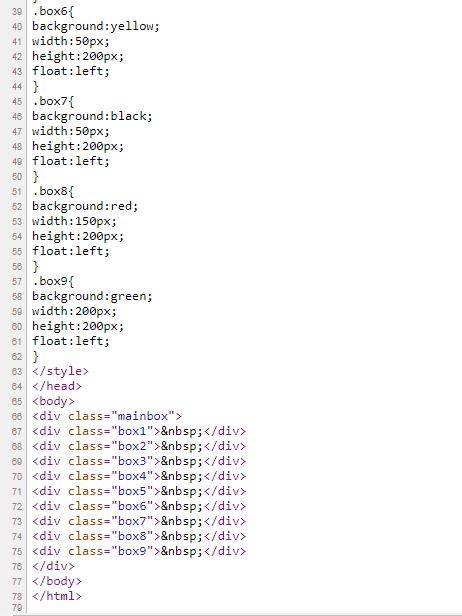 39 .box6{
40 background:yellow;
41 width:50px;
42 height:200px;
43 float:left;
44 }
45 .box7{
46 background:black;
47 width:50px;
48 height:200px;
49 float:left;
50 }
51 .box8{
52 background:red;
53 width:150px;
54 height:200px;
55 float:left;
56 }
57 .box9{
58 background:green;
59 width:200px;
60 height:200px;
61 float:left;
62 }
63 </style>
64 </head>
65 <body>
66 <div class="mainbox">
67 <div class="box1">&nbsp;</div>
68 <div class="box2">&nbsp;</div>
69 <div class="box3">&nbsp;</div>
70 <div class="box4">&nbsp;</div>
71 <div class="box5">&nbsp;</div>
72 <div class="box6">&nbsp;</div>
73 <div class="box7">&nbsp;</div>
74 <div class="box8">&nbsp;</div>
75 <div class="box9">&nbsp;</div>
76 </div>
77 </body>
78 </html>
79